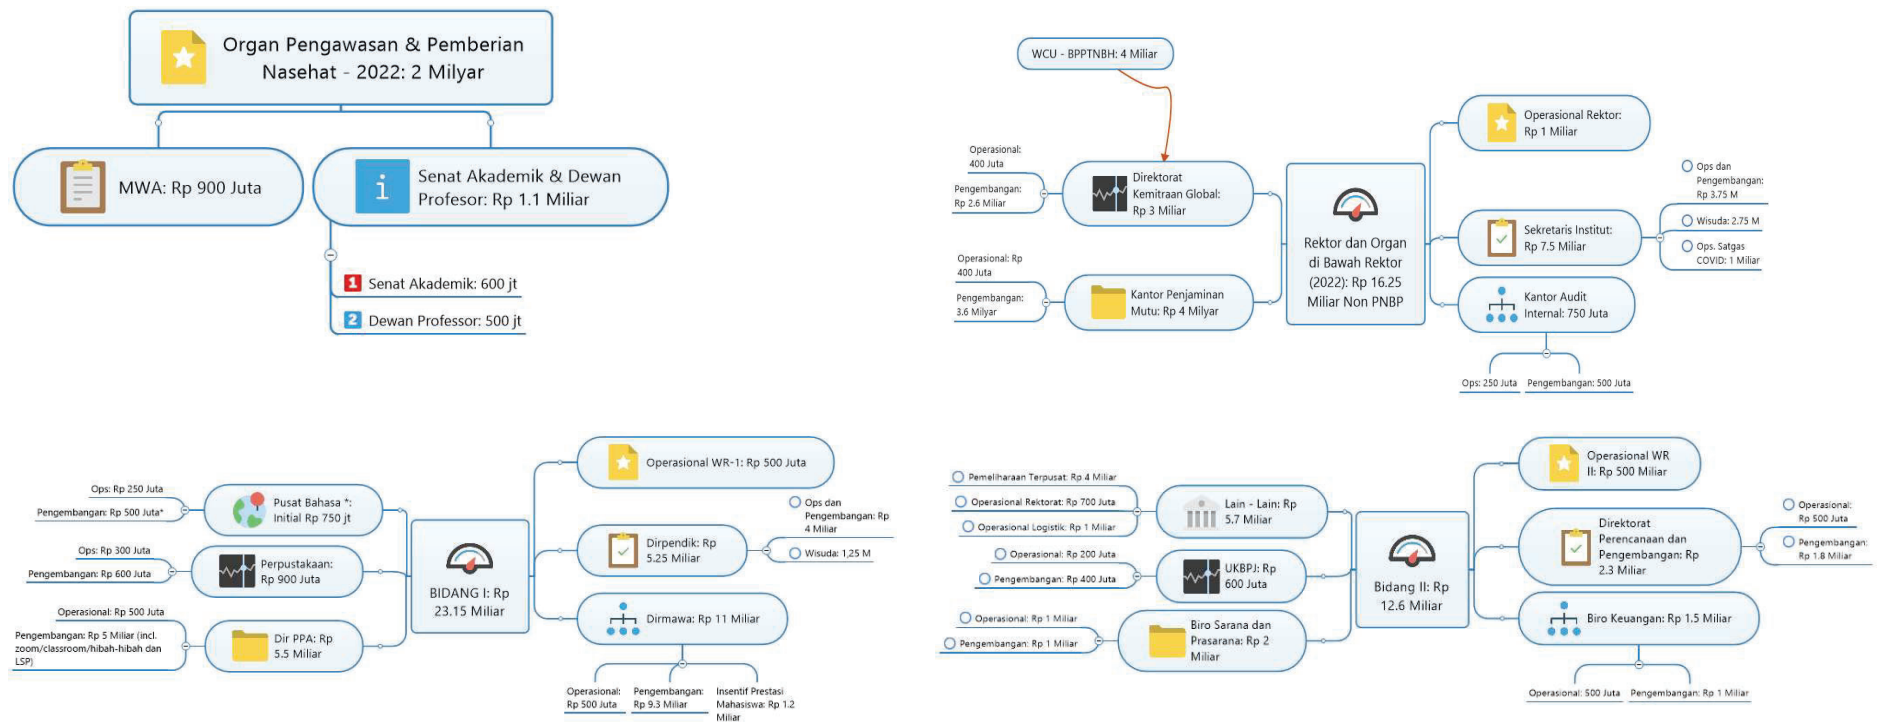 Organ Pengawasan & Pemberian
Nasehat - 2022: 2 Milyar
MWA: Rp 900 Juta
Senat Akademik & Dewan
Profesor: Rp 1.1 Miliar
1 Senat Akademik: 600 jt
2 Dewan Professor: 500 jt
WCU - BPPTNBH: 4 Miliar
Operasional:
400 Juta
Pengembangan:
Rp 2.6 Miliar
Direktorat
Kemitraan Global:
Rp 3 Miliar
Operasional: Rp
400 Juta
Pengembangan:
3.6 Milyar
Kantor Penjaminan
Mutu: Rp 4 Milyar
Rektor dan Organ
di Bawah Rektor
(2022): Rp 16.25
Miliar Non PNBP
Operasional Rektor:
Rp 1 Miliar
Sekretaris Institut:
Rp 7.5 Miliar
Ops dan
Pengembangan:
Rp 3.75 M
Wisuda: 2.75 M
Ops. Satgas
COVID: 1 Miliar
Kantor Audit
Internal: 750 Juta
Ops: 250 Juta
Pengembangan: 500 Juta
Ops: Rp 250 Juta
Pengembangan: Rp 500 Juta*
Pusat Bahasa *:
Initial Rp 750 jt
Ops: Rp 300 Juta
Pengembangan: Rp 600 Juta
Perpustakaan:
Rp 900 Juta
Operasional: Rp 500 Juta
Pengembangan: Rp 5 Miliar (incl.
zoom/classroom/hibah-hibah dan
LSP)
Dir PPA: Rp
5.5 Miliar
BIDANG I: Rp
23.15 Miliar
Operasional WR-1: Rp 500 Juta
Dirpendik: Rp
5.25 Miliar
Ops dan
Pengembangan: Rp
4 Miliar
Wisuda: 1,25 M
Dirmawa: Rp 11 Miliar
Operasional:
Rp 500 Juta
Pengembangan:
Rp 9.3 Miliar
Insentif Prestasi
Mahasiswa: Rp 1.2
Miliar
Pemeliharaan Terpusat: Rp 4 Miliar
Operasional Rektorat: Rp 700 Juta
Operasional Logistik: Rp 1 Miliar
Lain - Lain: Rp
5.7 Miliar
Operasional: Rp 200 Juta
Pengembangan: Rp 400 Juta
UKBPJ: Rp
600 Juta
Operasional: Rp 1 Miliar
Pengembangan: Rp 1 Miliar
Biro Sarana dan
Prasarana: Rp 2
Miliar
Bidang II: Rp
12.6 Miliar
Operasional WR
II: Rp 500 Miliar
Direktorat
Perencanaan dan
Pengembangan: Rp
2.3 Miliar
Operasional:
Rp 500 Juta
Pengembangan:
Rp 1.8 Miliar
Biro Keuangan: Rp 1.5 Miliar
Operasional: 500 Juta
Pengembangan: Rp 1 Miliar